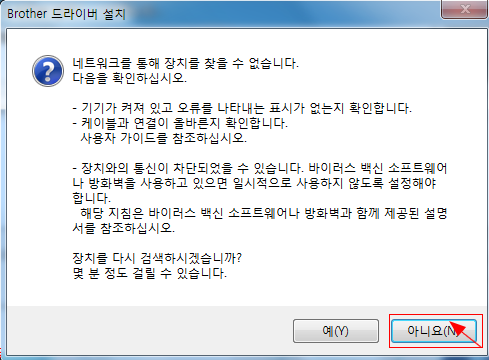 Brother 드라이버 설치
네트워크를 통해 장치를 찾을 수 없습니다.
다음을 확인하십시오.
- 기기가 켜져 있고 오류를 나타내는 표시가 없는지 확인합니다.
- 케이블과 연결이 올바른지 확인합니다.
사용자 가이드를 참조하십시오.
- 장치와의 통신이 차단되었을 수 있습니다. 바이러스 백신 소프트웨어
나 방화벽을 사용하고 있으면 일시적으로 사용하지 않도록 설정해야
합니다.
해당 지침은 바이러스 백신 소프트웨어나 방화벽과 함께 제공된 설명
서를 참조하십시오.
장치를 다시 검색하시겠습니까?
몇 분 정도 걸릴 수 있습니다.
예(Y)
아니요(N)